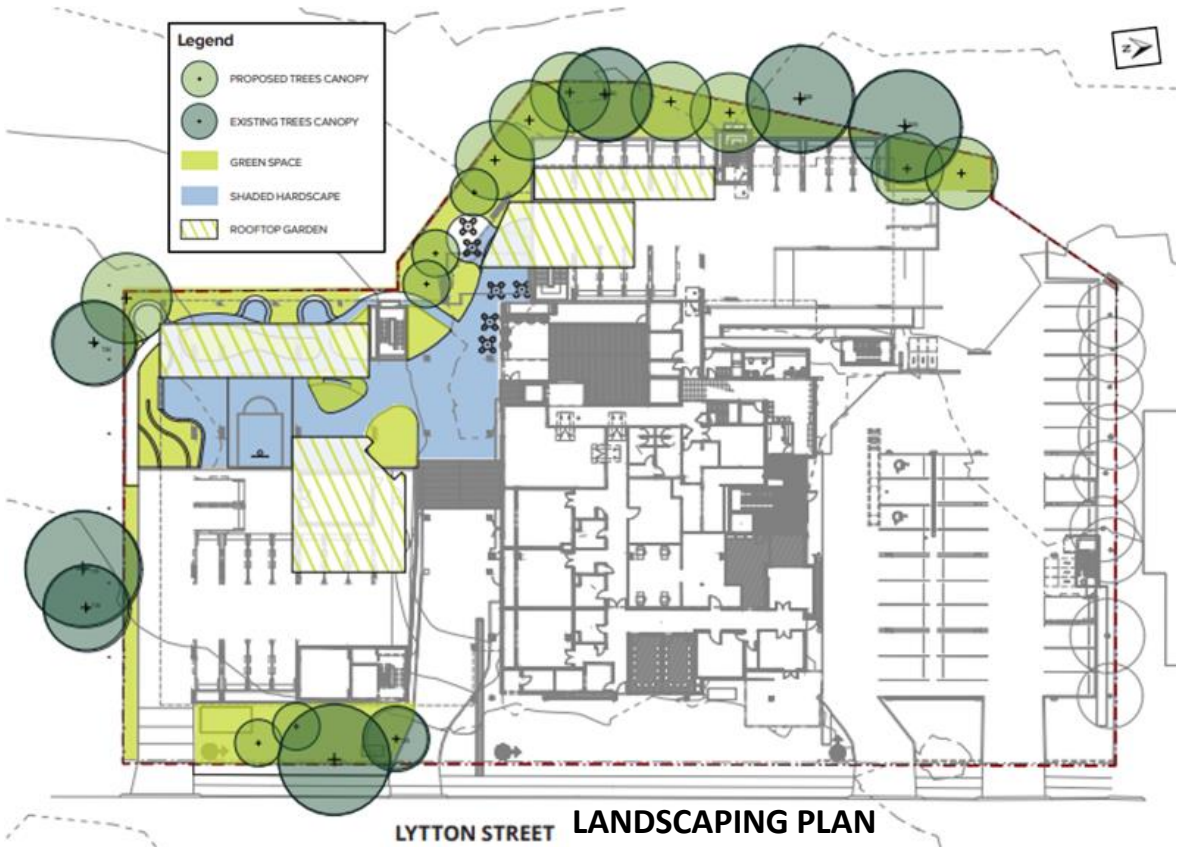 Legend
PROPOSED TREES CANOPY
EXISTING TREES CANOPY
GREEN SPACE
SHADED HARDSCAPE
ROOFTOP GARDEN
N
LYTTON STREET
LANDSCAPING PLAN